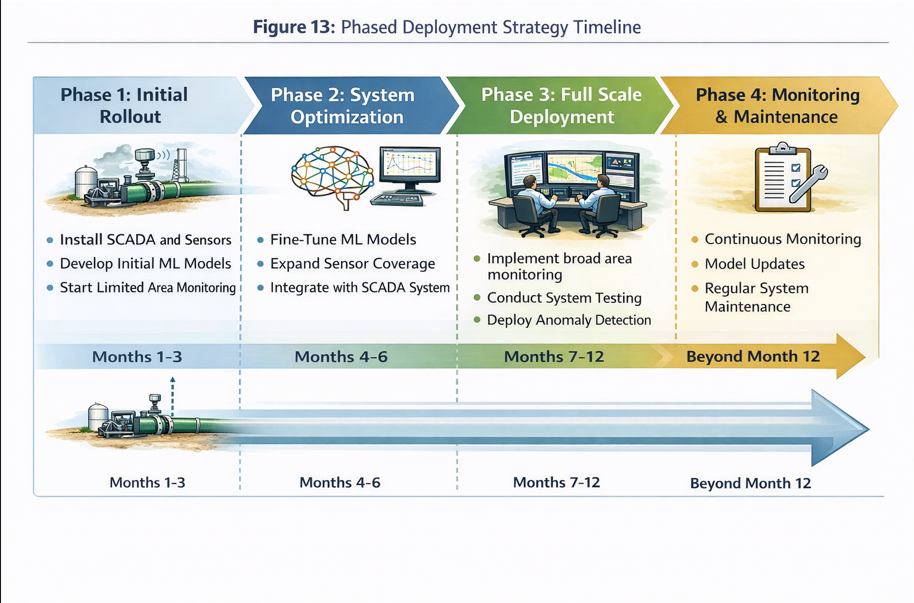 Figure 13: Phased Deployment Strategy Timeline
Phase 1: Initial
Rollout
Phase 2: System
Optimization
Phase 3: Full Scale
Deployment
Phase 4: Monitoring
& Maintenance
• Install SCADA and Sensors
• Develop Initial ML Models
• Start Limited Area Monitoring
• Fine-Tune ML Models
• Expand Sensor Coverage
• Integrate with SCADA System
• Implement broad area
monitoring
• Conduct System Testing
• Deploy Anomaly Detection
• Continuous Monitoring
• Model Updates
• Regular System
Maintenance
Months 1-3
Months 4-6
Months 7-12
Beyond Month 12
Months 1-3
Months 4-6
Months 7-12
Beyond Month 12